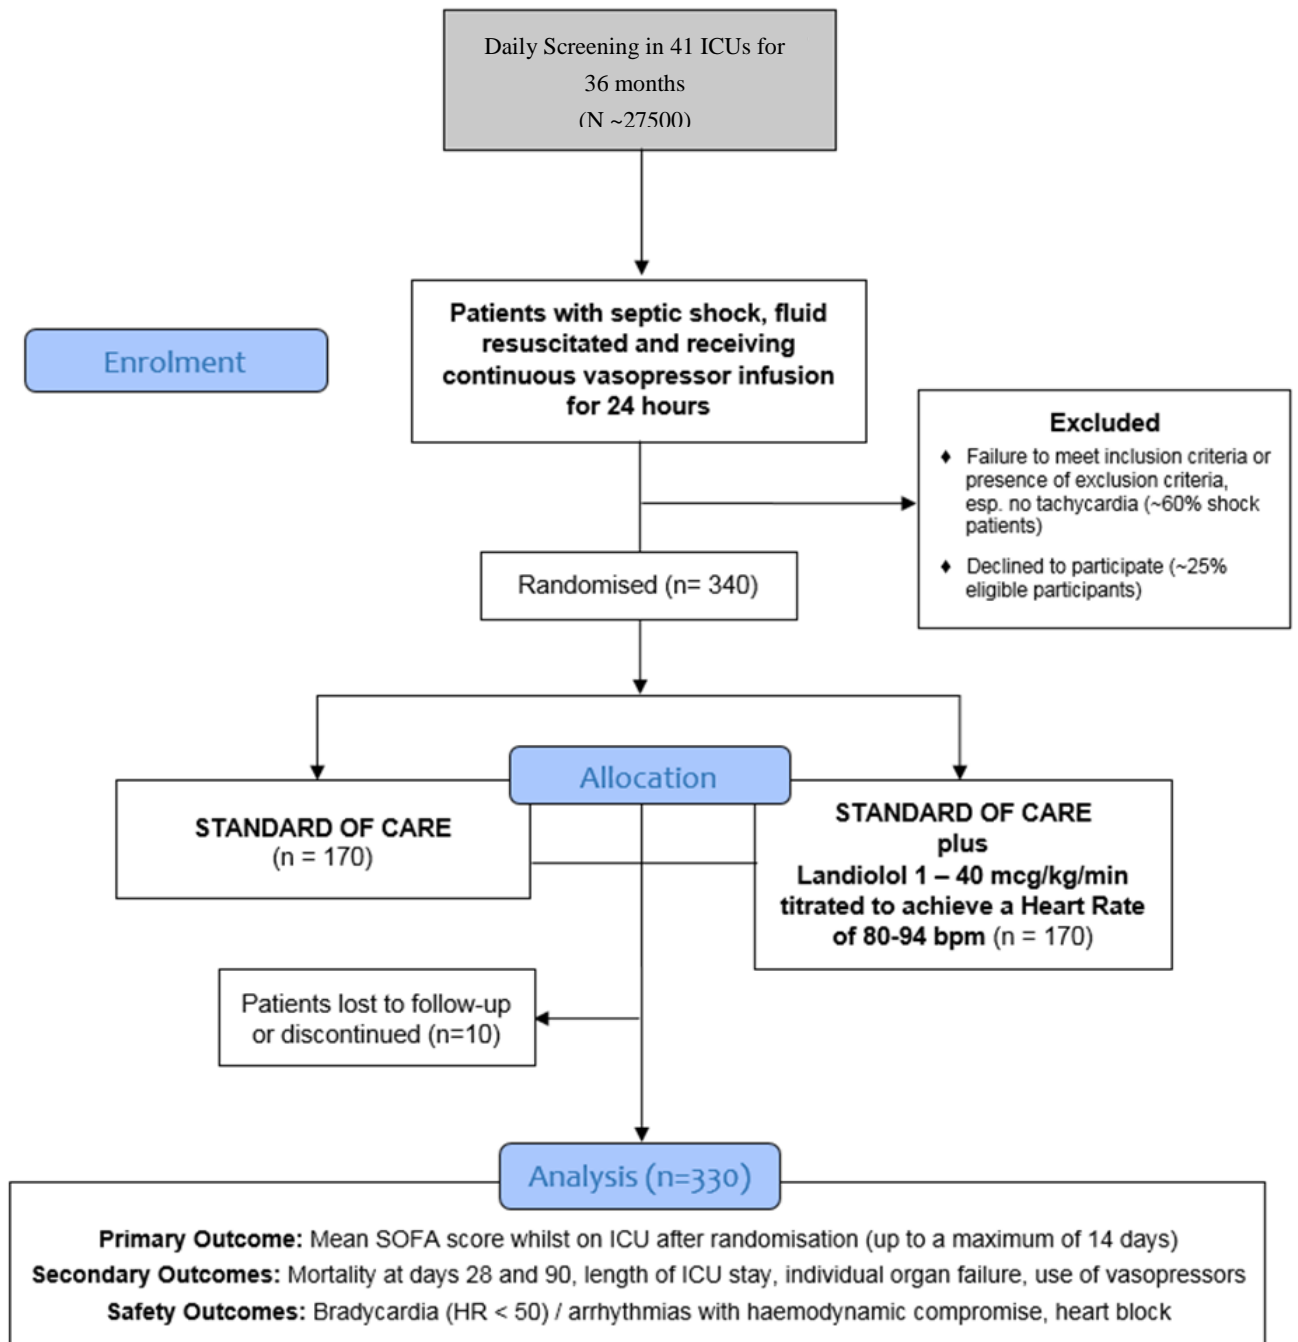 Daily Screening in 41 ICUs for
36 months
(N ~27500)
Patients with septic shock, fluid
resuscitated and receiving
continuous vasopressor infusion
for 24 hours
Enrolment
Excluded
♦ Failure to meet inclusion criteria or
presence of exclusion criteria,
esp. no tachycardia (~60% shock
patients)
♦ Declined to participate (~25%
eligible participants)
Randomised (n= 340)
Allocation
STANDARD OF CARE
(n = 170)
STANDARD OF CARE
plus
Landiolol 1 – 40 mcg/kg/min
titrated to achieve a Heart Rate
of 80-94 bpm (n = 170)
Patients lost to follow-up
or discontinued (n=10)
Analysis (n=330)
Primary Outcome: Mean SOFA score whilst on ICU after randomisation (up to a maximum of 14 days)
Secondary Outcomes: Mortality at days 28 and 90, length of ICU stay, individual organ failure, use of vasopressors
Safety Outcomes: Bradycardia (HR < 50) / arrhythmias with haemodynamic compromise, heart block